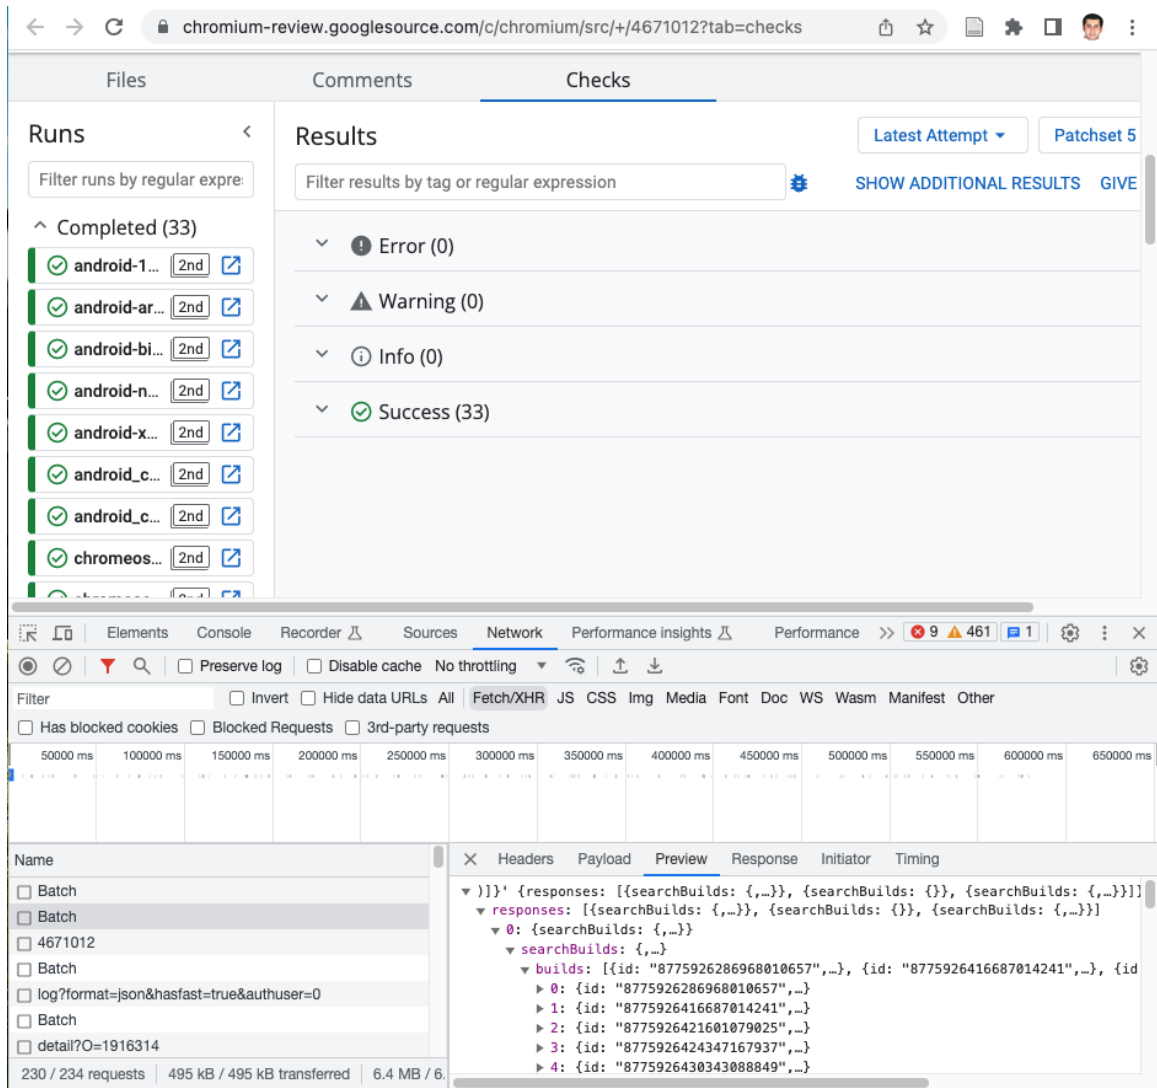 chromium-review.googlesource.com/c/chromium/src/+/4671012?tab=checks
Files Comments Checks
Runs
Filter runs by regular expre:
Completed (33)
android-1... 2nd
android-ar... 2nd
android-bi... 2nd
android-n... 2nd
android-x... 2nd
android_c... 2nd
android_c... 2nd
chromeos... 2nd
Results
Latest Attempt Patchset 5
Filter results by tag or regular expression
SHOW ADDITIONAL RESULTS GIVE
Error (0)
Warning (0)
Info (0)
Success (33)
Elements Console Recorder Sources Network Performance insights Performance 9 461 1
Preserve log Disable cache No throttling
Filter Invert Hide data URLs All Fetch/XHR JS CSS Img Media Font Doc WS Wasm Manifest Other
Has blocked cookies Blocked Requests 3rd-party requests
50000 ms 100000 ms 150000 ms 200000 ms 250000 ms 300000 ms 350000 ms 400000 ms 450000 ms 500000 ms 550000 ms 600000 ms 650000 ms
Name
Batch
Batch
4671012
Batch
log?format=json&hasfast=true&authuser=0
Batch
detail?O=1916314
230 / 234 requests 495 kB / 495 kB transferred 6.4 MB / 6.
Headers Payload Preview Response Initiator Timing
)]}' {responses: [{searchBuilds: {,…}}, {searchBuilds: {}}, {searchBuilds: {,…}}]}
responses: [{searchBuilds: {,…}}, {searchBuilds: {}}, {searchBuilds: {,…}}]
0: {searchBuilds: {,…}}
searchBuilds: {,…}
builds: [{id: "8775926286968010657",…}, {id: "8775926416687014241",…}, {id
0: {id: "8775926286968010657",…}
1: {id: "8775926416687014241",…}
2: {id: "8775926421601079025",…}
3: {id: "8775926424347167937",…}
4: {id: "8775926430343088849",…}